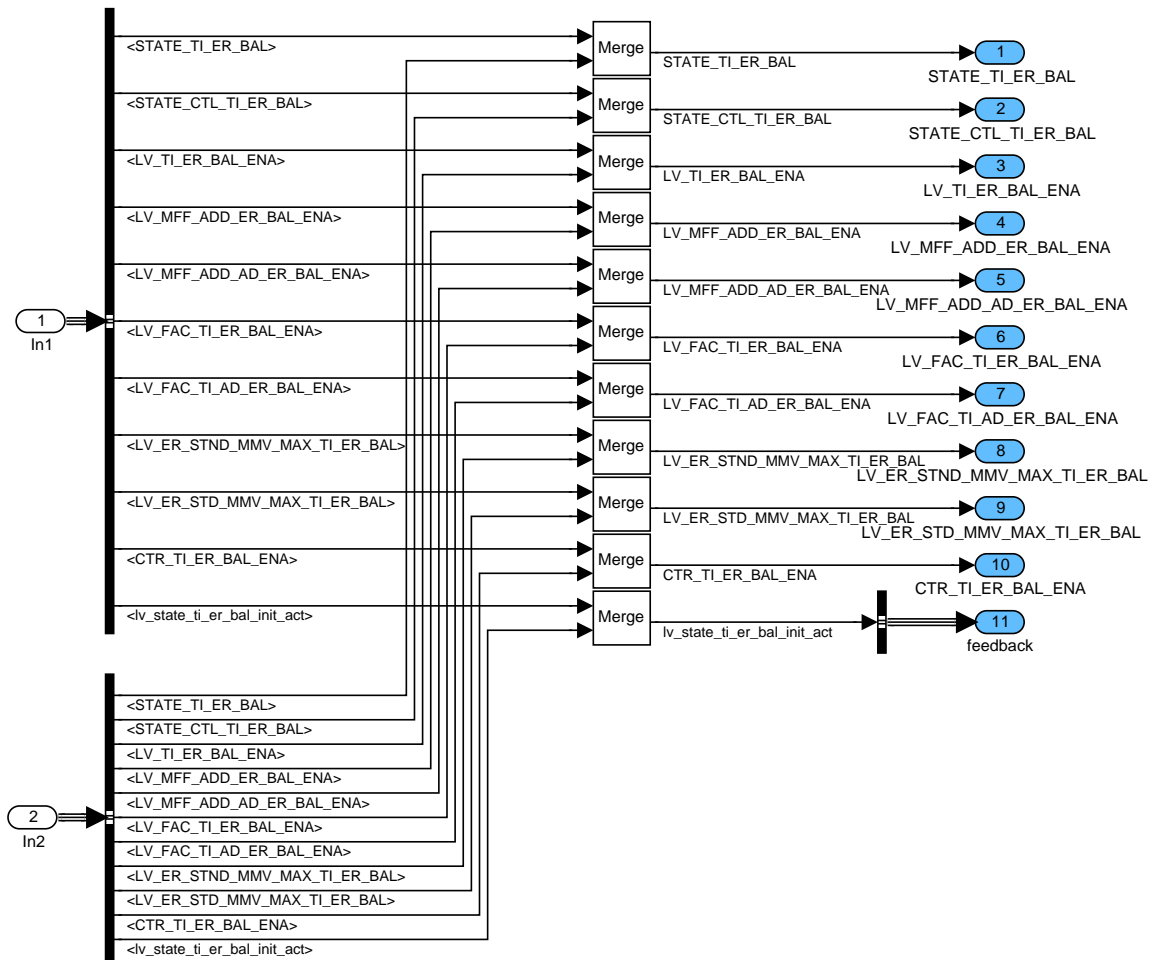 <STATE_TI_ER_BAL>
Merge
STATE_TI_ER_BAL
1
STATE_TI_ER_BAL
<STATE_CTL_TI_ER_BAL>
Merge
STATE_CTL_TI_ER_BAL
2
STATE_CTL_TI_ER_BAL
<LV_TI_ER_BAL_ENA>
Merge
LV_TI_ER_BAL_ENA
3
LV_TI_ER_BAL_ENA
<LV_MFF_ADD_ER_BAL_ENA>
Merge
LV_MFF_ADD_ER_BAL_ENA
4
LV_MFF_ADD_ER_BAL_ENA
<LV_MFF_ADD_AD_ER_BAL_ENA>
Merge
LV_MFF_ADD_AD_ER_BAL_ENA
5
LV_MFF_ADD_AD_ER_BAL_ENA
1
In1
<LV_FAC_TI_ER_BAL_ENA>
Merge
LV_FAC_TI_ER_BAL_ENA
6
LV_FAC_TI_ER_BAL_ENA
<LV_FAC_TI_AD_ER_BAL_ENA>
Merge
LV_FAC_TI_AD_ER_BAL_ENA
7
LV_FAC_TI_AD_ER_BAL_ENA
<LV_ER_STND_MMV_MAX_TI_ER_BAL>
Merge
LV_ER_STND_MMV_MAX_TI_ER_BAL
8
LV_ER_STND_MMV_MAX_TI_ER_BAL
<LV_ER_STD_MMV_MAX_TI_ER_BAL>
Merge
LV_ER_STD_MMV_MAX_TI_ER_BAL
9
LV_ER_STD_MMV_MAX_TI_ER_BAL
<CTR_TI_ER_BAL_ENA>
Merge
CTR_TI_ER_BAL_ENA
10
CTR_TI_ER_BAL_ENA
<lv_state_ti_er_bal_init_act>
Merge
lv_state_ti_er_bal_init_act
11
feedback
<STATE_TI_ER_BAL>
<STATE_CTL_TI_ER_BAL>
<LV_TI_ER_BAL_ENA>
<LV_MFF_ADD_ER_BAL_ENA>
<LV_MFF_ADD_AD_ER_BAL_ENA>
2
In2
<LV_FAC_TI_ER_BAL_ENA>
<LV_FAC_TI_AD_ER_BAL_ENA>
<LV_ER_STND_MMV_MAX_TI_ER_BAL>
<LV_ER_STD_MMV_MAX_TI_ER_BAL>
<CTR_TI_ER_BAL_ENA>
<lv_state_ti_er_bal_init_act>